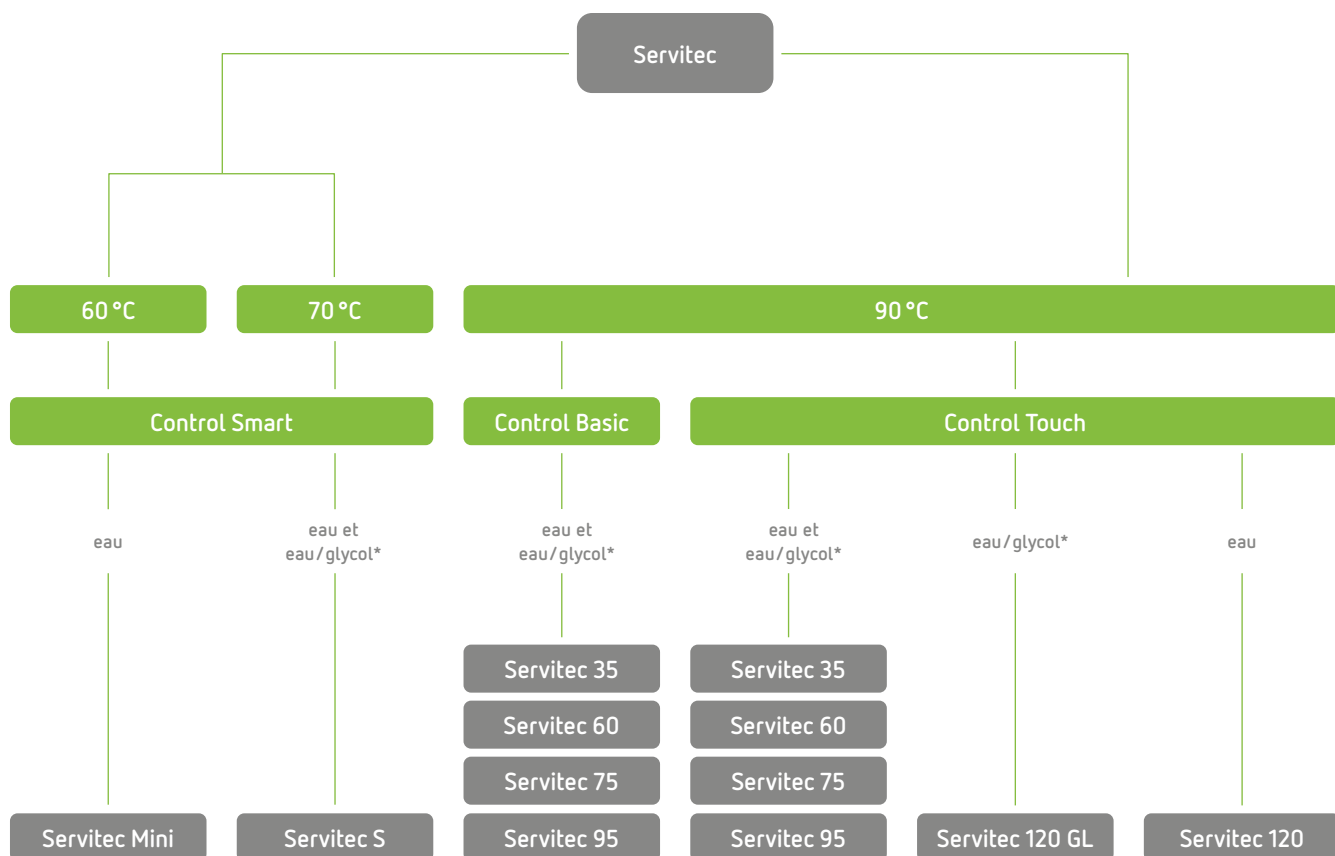 Servitec
60 °C
70 °C
90 °C
Control Smart
Control Basic
Control Touch
eau
eau et
eau/glycol*
eau et
eau/glycol*
eau et
eau/glycol*
eau/glycol*
eau
Servitec 35
Servitec 35
Servitec 60
Servitec 60
Servitec 75
Servitec 75
Servitec Mini
Servitec S
Servitec 95
Servitec 95
Servitec 120 GL
Servitec 120